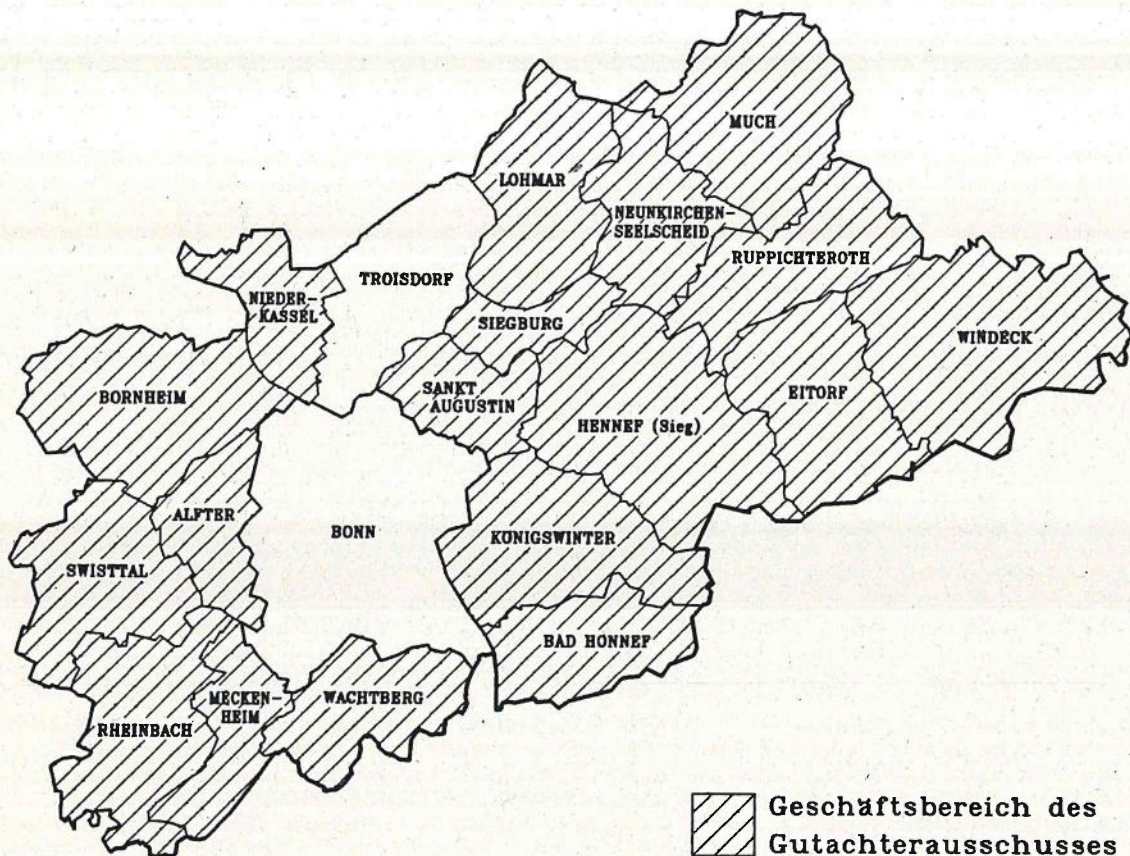 MUCH
LOHMAR
NEUNKIRCHEN-
SEELSCHEID
RUPPICHTEROTH
TROISDORF
NIEDER-
KASSEL
SIEGBURG
WINDECK
BORNHEIM
SANKT
AUGUSTIN
EITORF
HENNEF (Sieg)
ALFTER
BONN
KÖNIGSWINTER
SWISTTAL
BAD HONNEF
MECKEN-
HEIM
WACHTBERG
RHEINBACH
Geschäftsbereich des
Gutachterausschusses